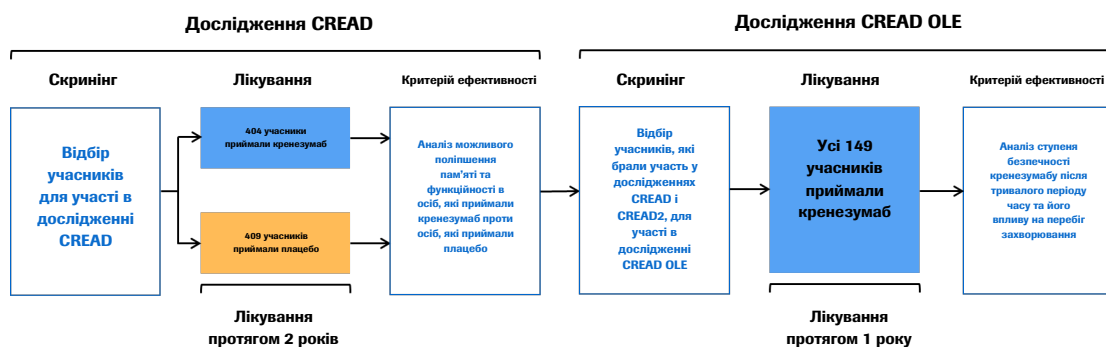 Дослідження CREAD
Дослідження CREAD OLE
Скринінг
Лікування
Критерій ефективності
Скринінг
Лікування
Критерій ефективності
Відбір
учасників
для участі в
дослідженні
CREAD
404 учасники
приймали кренезумаб
409 учасників
приймали плацебо
Аналіз можливого
поліпшення
пам'яті та
функційності в
осіб, які приймали
кренезумаб проти
осіб, які приймали
плацебо
Відбір
учасників, які
брали участь у
дослідженнях
CREAD і
CREAD2, для
участі в
дослідженні
CREAD OLE
Усі 149
учасників
приймали
кренезумаб
Аналіз ступеня
безпечності
кренезумабу після
тривалого періоду
часу та його
впливу на перебіг
захворювання
Лікування
протягом 2 років
Лікування
протягом 1 року